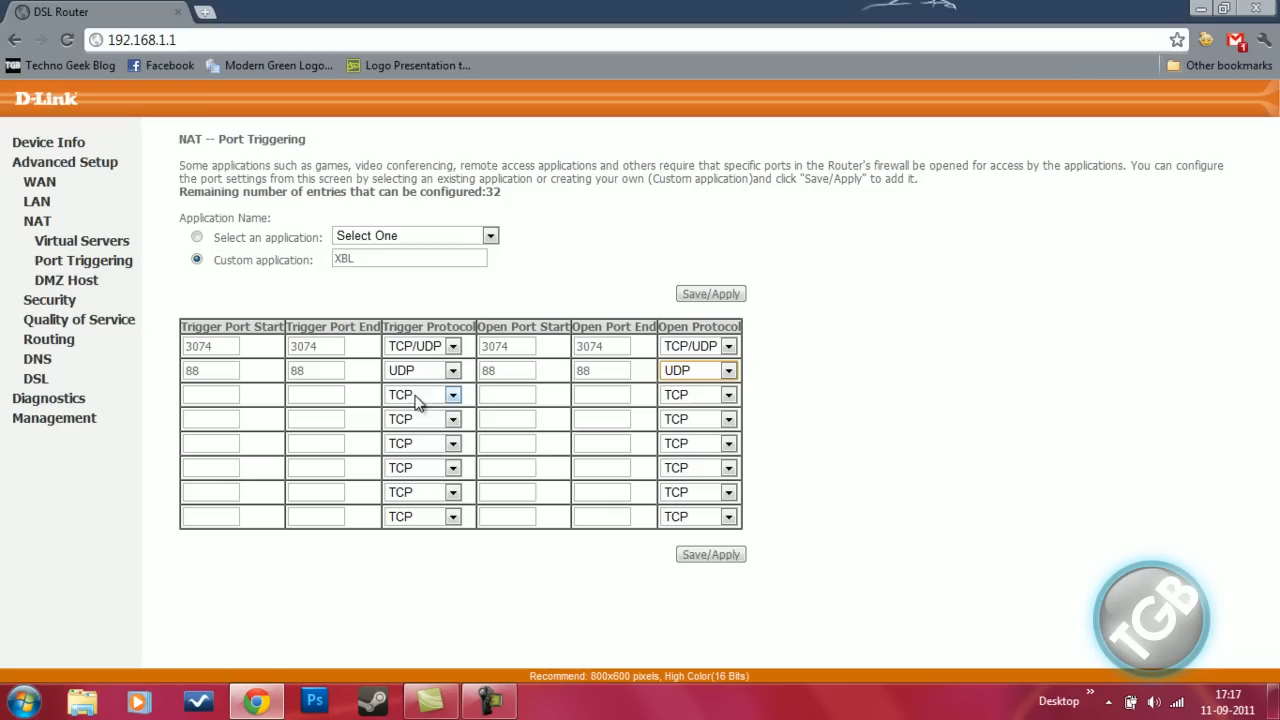 DSL Router
192.168.1.1
TGB Techno Geek Blog Facebook Modern Green Logo... Logo Presentation t... Other bookmarks
1
D-Link
Device Info
Advanced Setup
WAN
LAN
NAT
Virtual Servers
Port Triggering
DMZ Host
Security
Quality of Service
Routing
DNS
DSL
Diagnostics
Management
NAT -- Port Triggering
Some applications such as games, video conferencing, remote access applications and others require that specific ports in the Router's firewall be opened for access by the applications. You can configure
the port settings from this screen by selecting an existing application or creating your own (Custom application)and click "Save/Apply" to add it.
Remaining number of entries that can be configured:32
Application Name:
Select an application: Select One
Custom application: XBL
Save/Apply
Trigger Port Start Trigger Port End Trigger Protocol Open Port Start Open Port End Open Protocol
3074 3074 TCP/UDP 3074 3074 TCP/UDP
88 88 UDP 88 88 UDP
TCP TCP
TCP TCP
TCP TCP
TCP TCP
TCP TCP
TCP TCP
Save/Apply
TGB
Recommend: 800x600 pixels, High Color(16 Bits)
Ps
Desktop »
17:17
11-09-2011